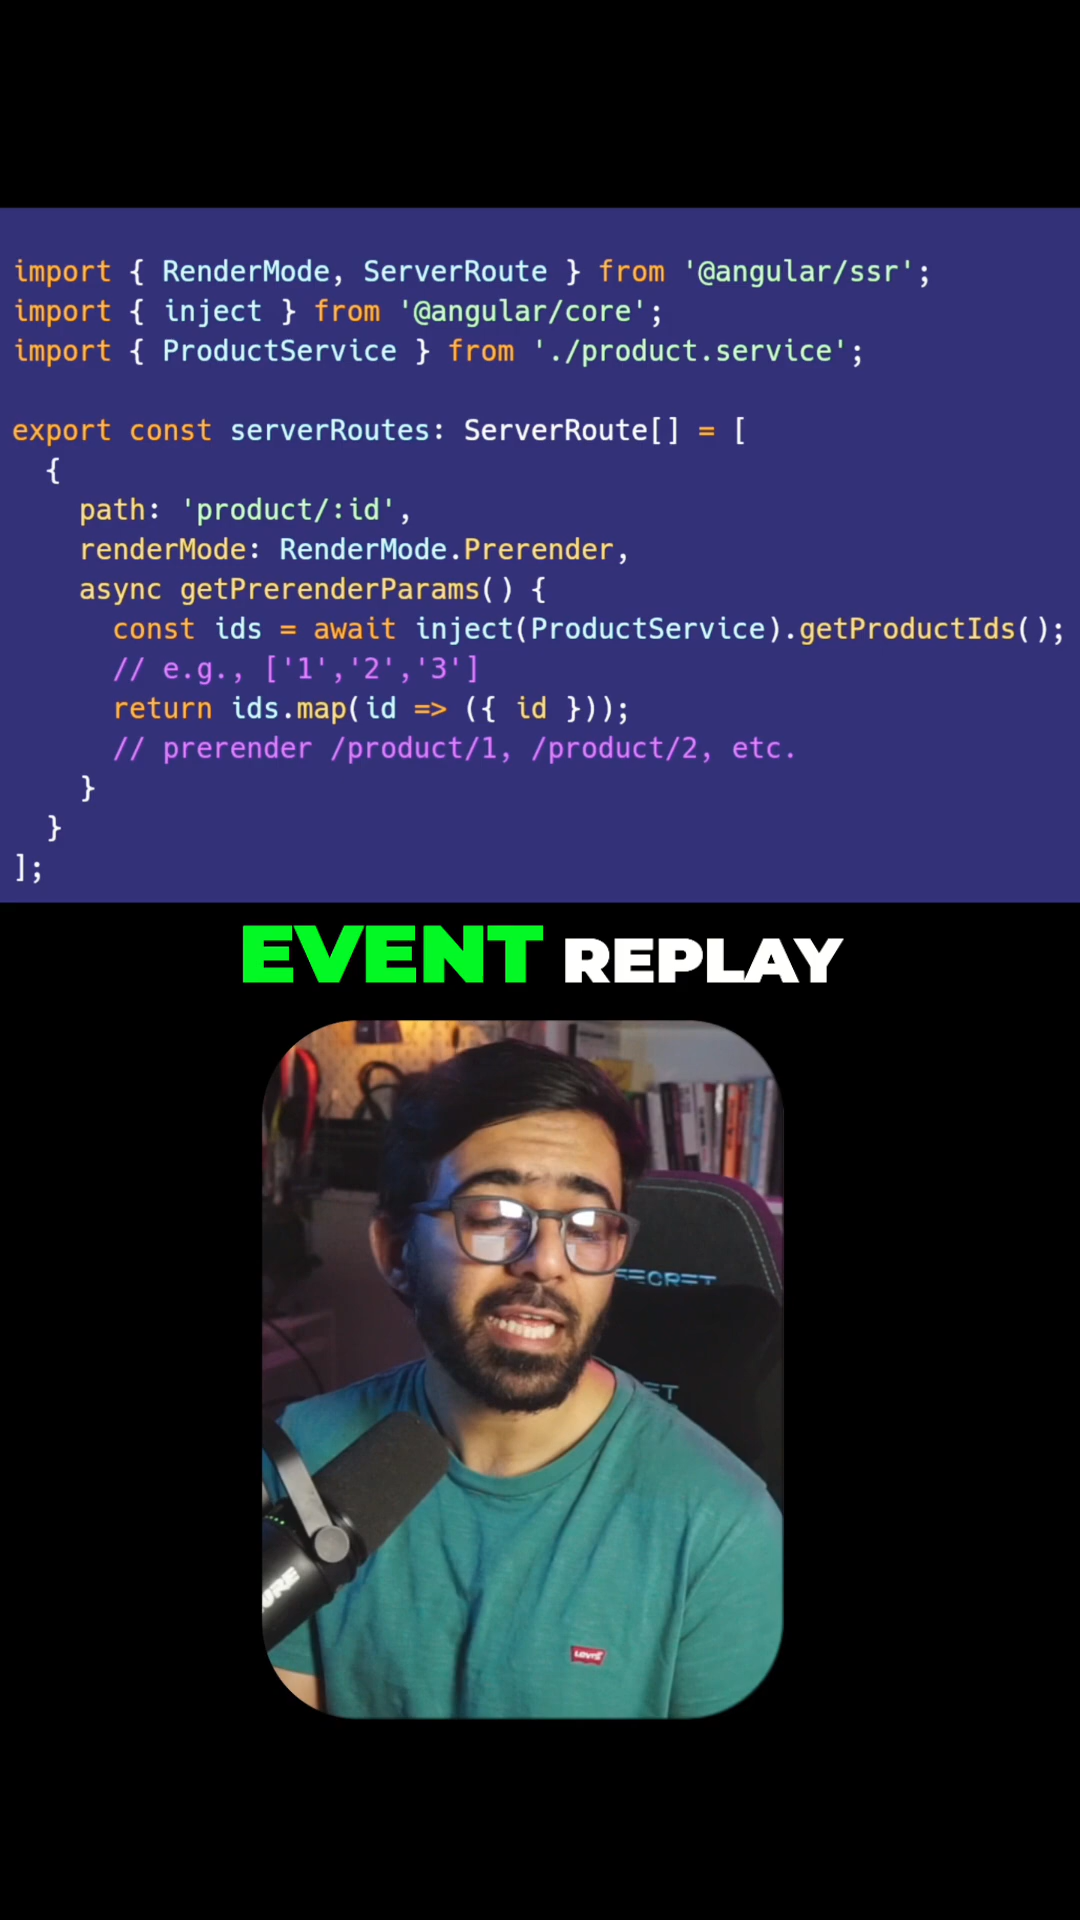 import { RenderMode, ServerRoute } from '@angular/ssr';
import { inject } from '@angular/core';
import { ProductService } from './product.service';
export const serverRoutes: ServerRoute[] = [
  {
    path: 'product/:id',
    renderMode: RenderMode.Prerender,
    async getPrerenderParams() {
      const ids = await inject(ProductService).getProductIds();
      // e.g., ['1','2','3']
      return ids.map(id => ({ id }));
      // prerender /product/1, /product/2, etc.
    }
  }
];
EVENT REPLAY
SECRET
Levi's